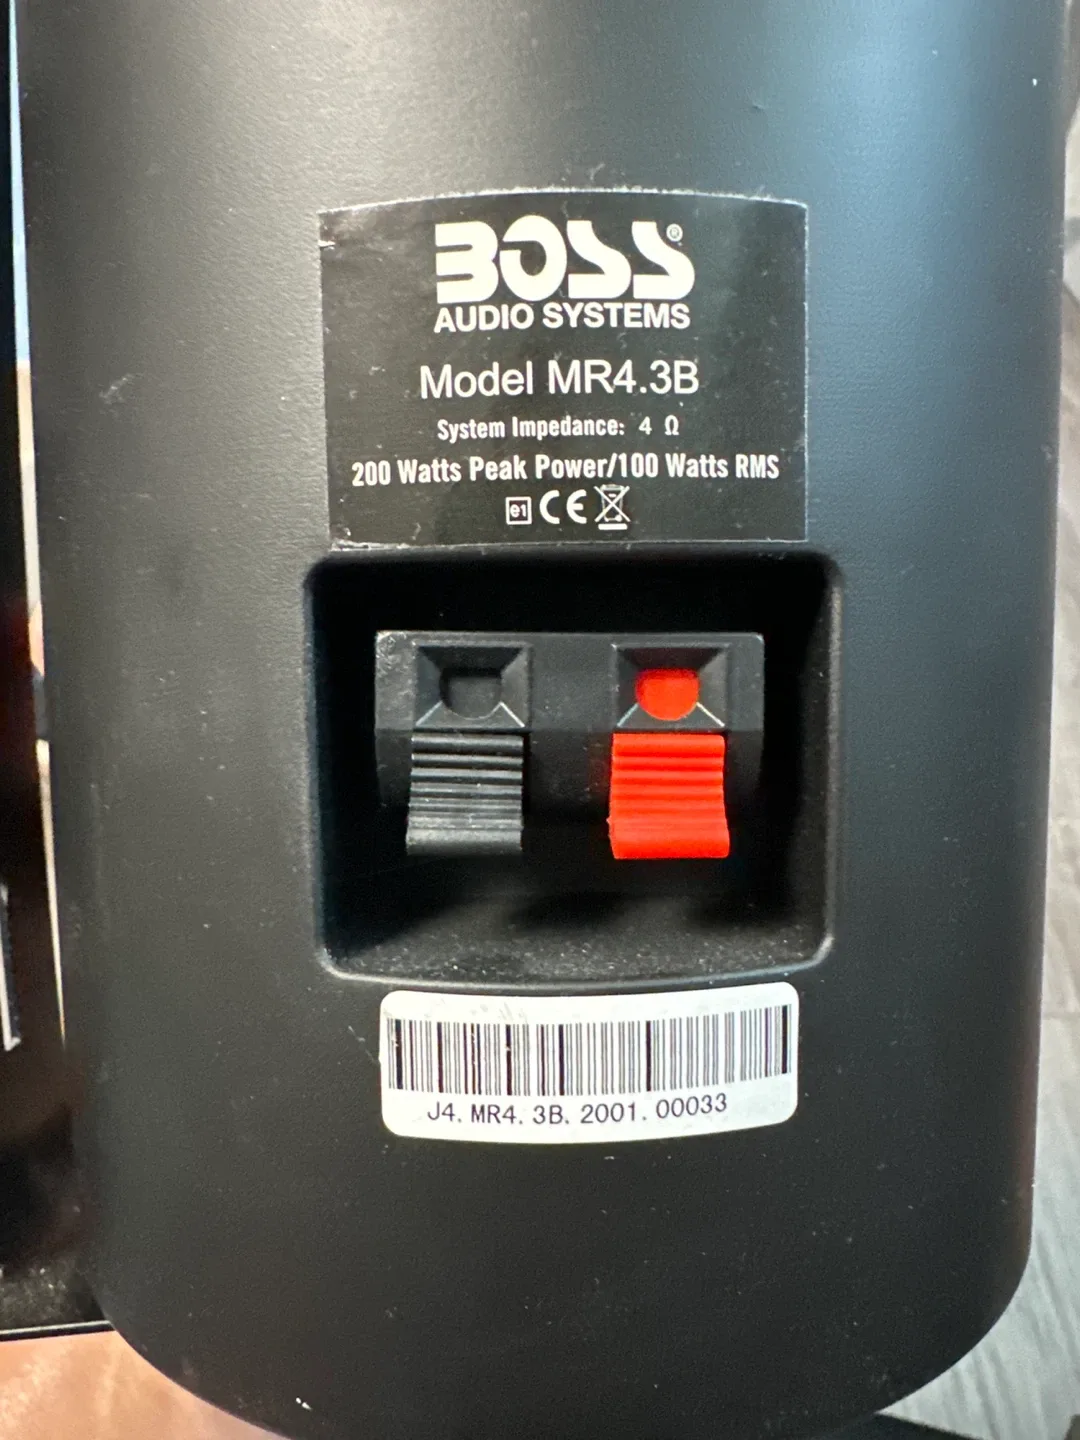 BOSS®
AUDIO SYSTEMS
Model MR4.3B
System Impedance: 4 Ω
200 Watts Peak Power/100 Watts RMS
e1 CE
J4. MR4. 3B. 2001. 00033